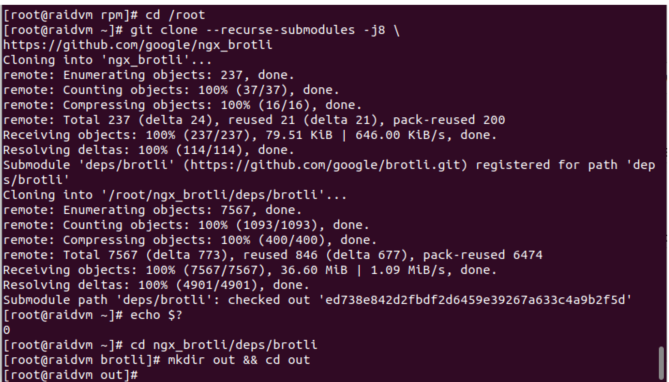 [root@raidvm rpm]# cd /root
[root@raidvm ~]# git clone --recurse-submodules -j8 \
https://github.com/google/ngx_brotli
Cloning into 'ngx_brotli'...
remote: Enumerating objects: 237, done.
remote: Counting objects: 100% (37/37), done.
remote: Compressing objects: 100% (16/16), done.
remote: Total 237 (delta 24), reused 21 (delta 21), pack-reused 200
Receiving objects: 100% (237/237), 79.51 KiB | 646.00 KiB/s, done.
Resolving deltas: 100% (114/114), done.
Submodule 'deps/brotli' (https://github.com/google/brotli.git) registered for path 'dep
s/brotli'
Cloning into '/root/ngx_brotli/deps/brotli'...
remote: Enumerating objects: 7567, done.
remote: Counting objects: 100% (1093/1093), done.
remote: Compressing objects: 100% (400/400), done.
remote: Total 7567 (delta 773), reused 846 (delta 677), pack-reused 6474
Receiving objects: 100% (7567/7567), 36.60 MiB | 1.09 MiB/s, done.
Resolving deltas: 100% (4901/4901), done.
Submodule path 'deps/brotli': checked out 'ed738e842d2fbdf2d6459e39267a633c4a9b2f5d'
[root@raidvm ~]# echo $?
0
[root@raidvm ~]# cd ngx_brotli/deps/brotli
[root@raidvm brotli]# mkdir out && cd out
[root@raidvm out]#